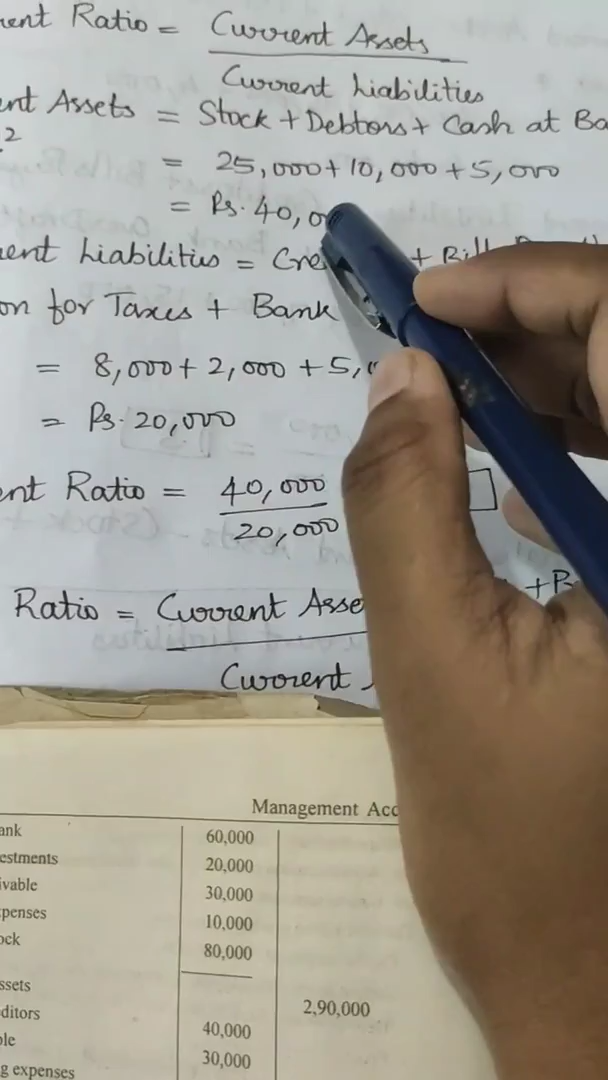 ent Ratio = Current Assets
Current Liabilities
nt Assets = Stock + Debtors + Cash at Ba
2
= 25,000 + 10,000 + 5,000
= Rs. 40,0
ent Liabilities = Cre + Bill
on for Taxes + Bank
= 8,000 + 2,000 + 5,
= Rs. 20,000
ent Ratio = 40,000
20,000
Ratio = Current Asse
Current
Management Acc
ank 60,000
estments 20,000
ivable 30,000
penses 10,000
ock 80,000
ssets 2,90,000
ditors 40,000
ble 30,000
g expenses